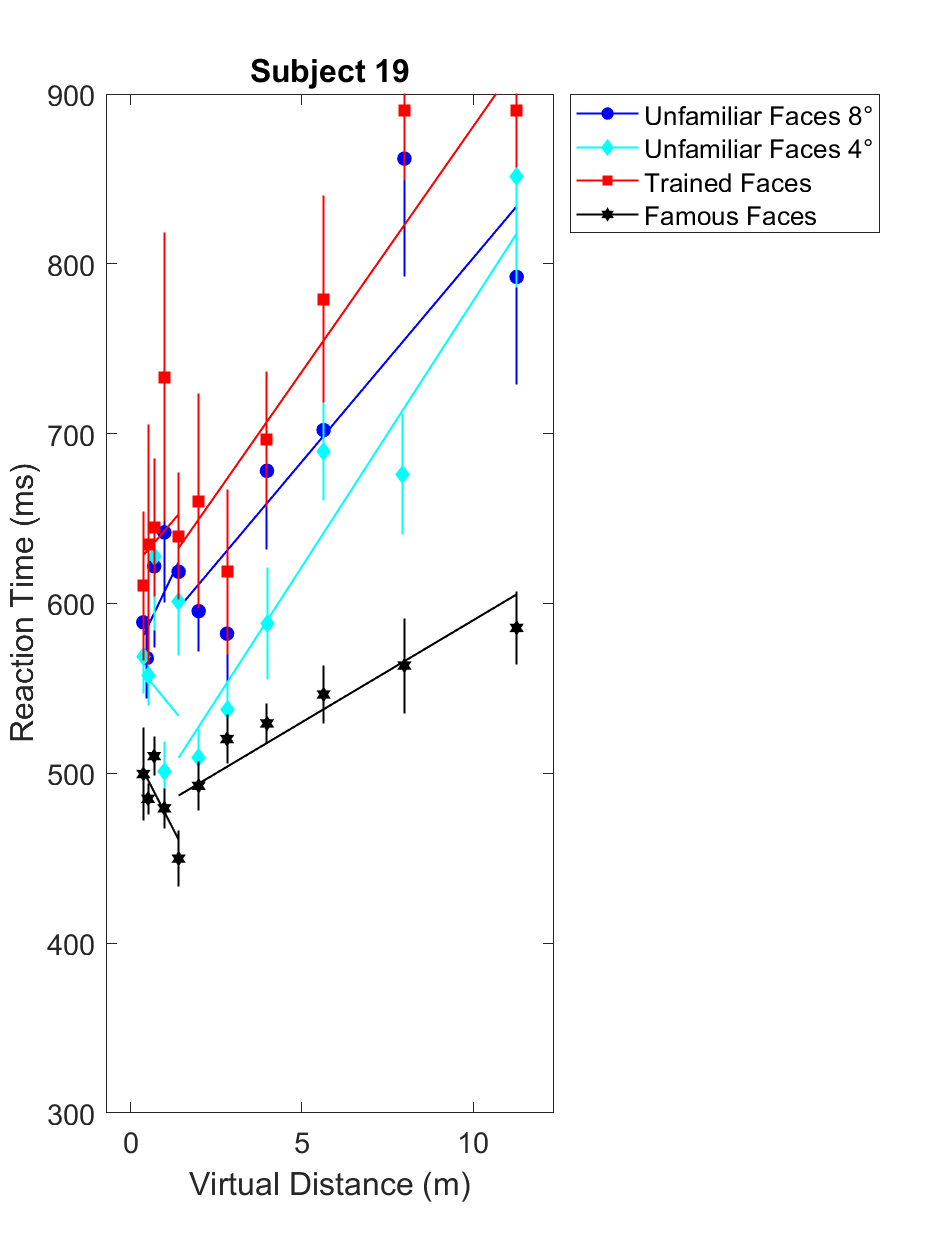 Subject 19
900
800
700
600
500
400
300
0
5
10
Reaction Time (ms)
Virtual Distance (m)
Unfamiliar Faces 8°
Unfamiliar Faces 4°
Trained Faces
Famous Faces